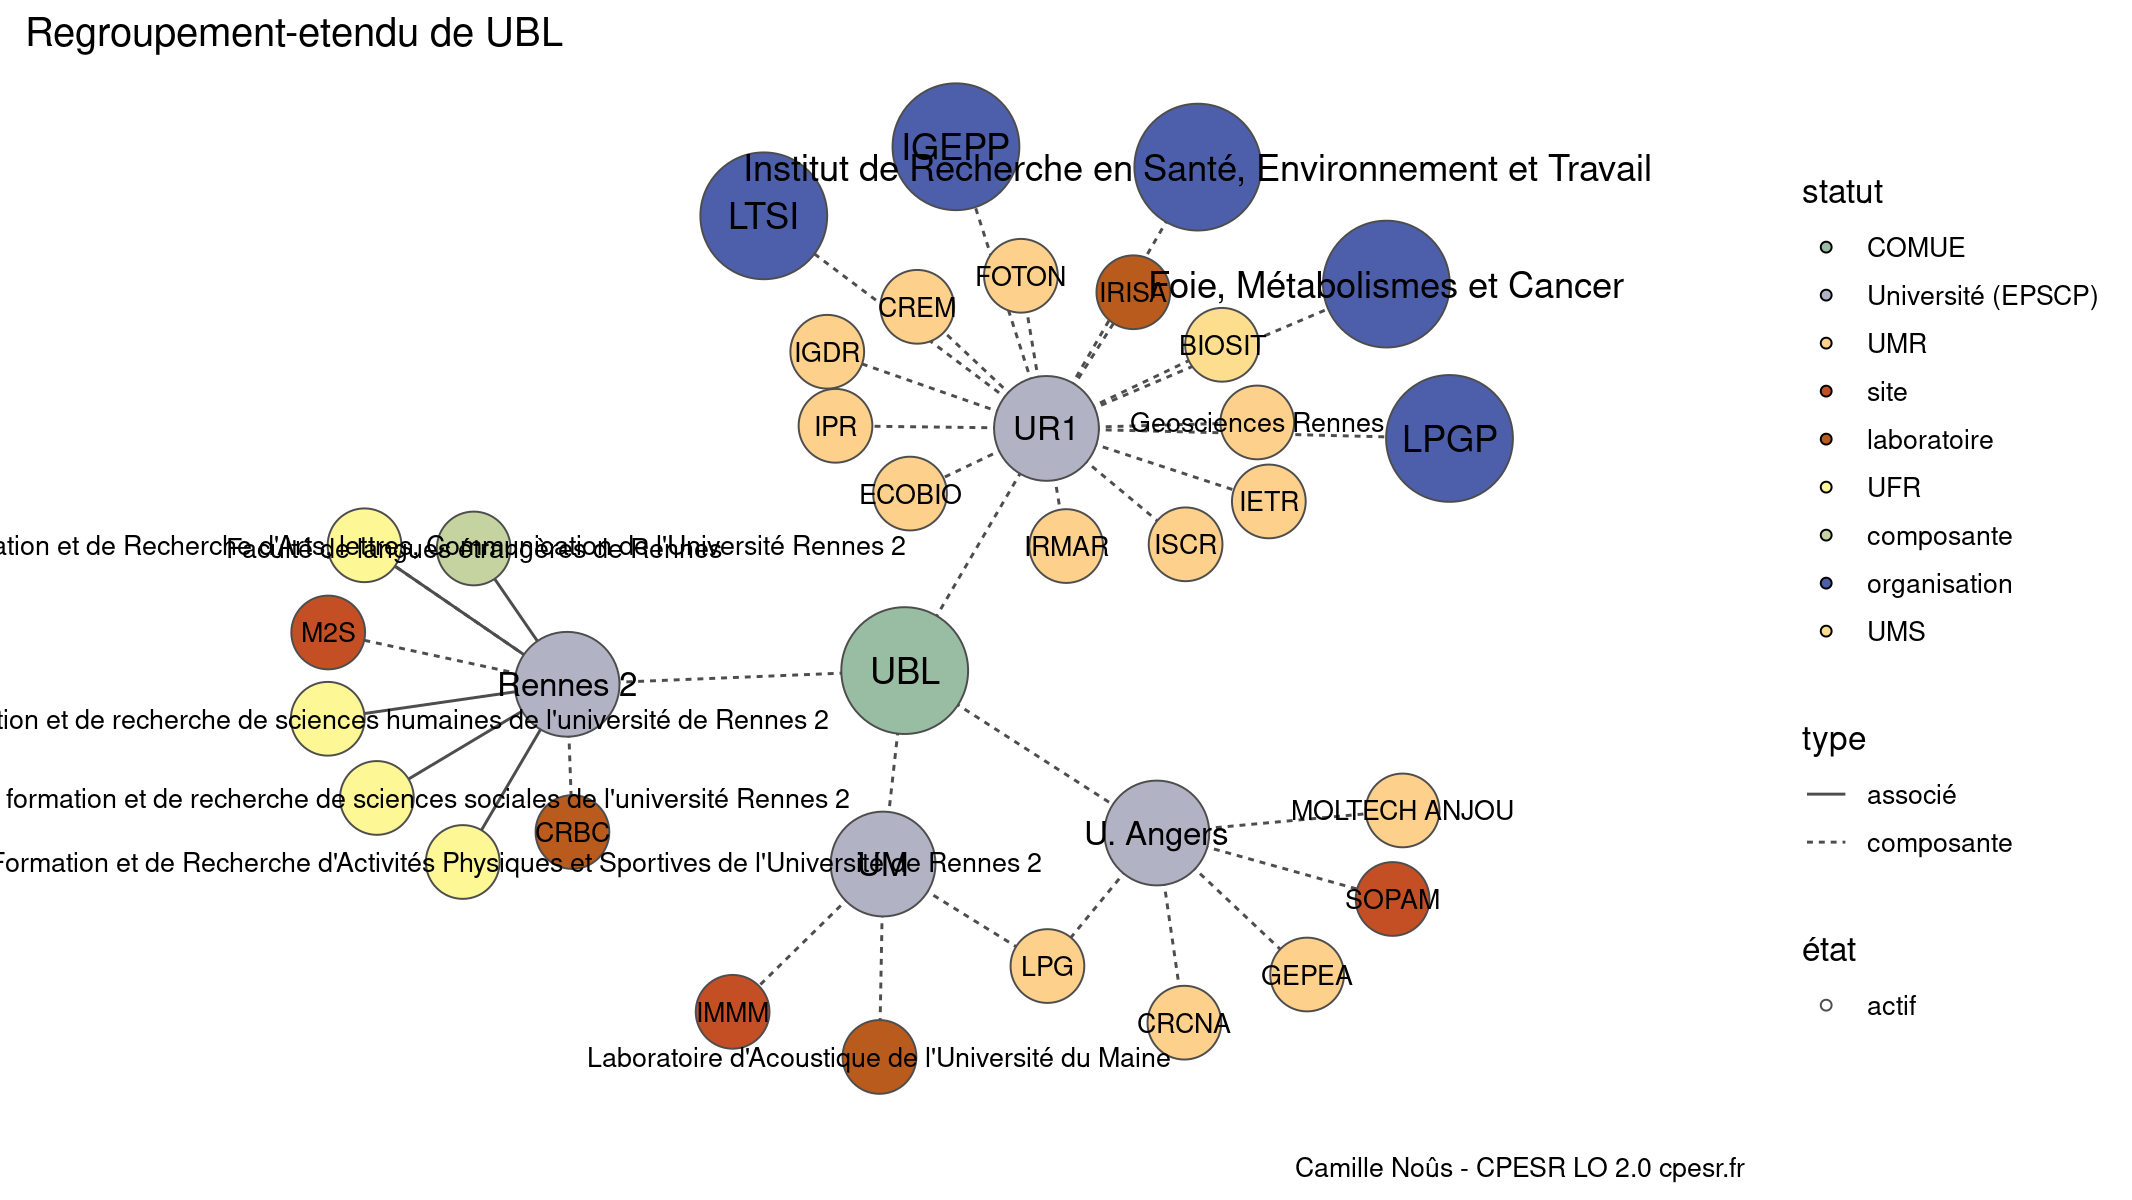 Regroupement-etendu de UBL
IGEPP
Institut de Recherche en Santé, Environnement et Travail
LTSI
FOTON
IRISA
Foie, Métabolismes et Cancer
CREM
BIOSIT
IGDR
IPR
UR1
Geosciences Rennes
LPGP
ECOBIO
IETR
IRMAR
ISCR
et de Recherche d'Arts, lettres, Communication de l'Université Rennes 2
Faculté de langues étrangères de Rennes
M2S
UBL
Rennes 2
et de recherche de sciences humaines de l'université de Rennes 2
formation et de recherche de sciences sociales de l'université Rennes 2
CRBC
Formation et de Recherche d'Activités Physiques et Sportives de l'Université de Rennes 2
UM
U. Angers
MOLTECH ANJOU
SOPAM
LPG
GEPEA
IMMM
CRCNA
Laboratoire d'Acoustique de l'Université du Maine
statut
COMUE
Université (EPSCP)
UMR
site
laboratoire
UFR
composante
organisation
UMS
type
associé
composante
état
actif
Camille Noûs - CPESR LO 2.0 cpesr.fr